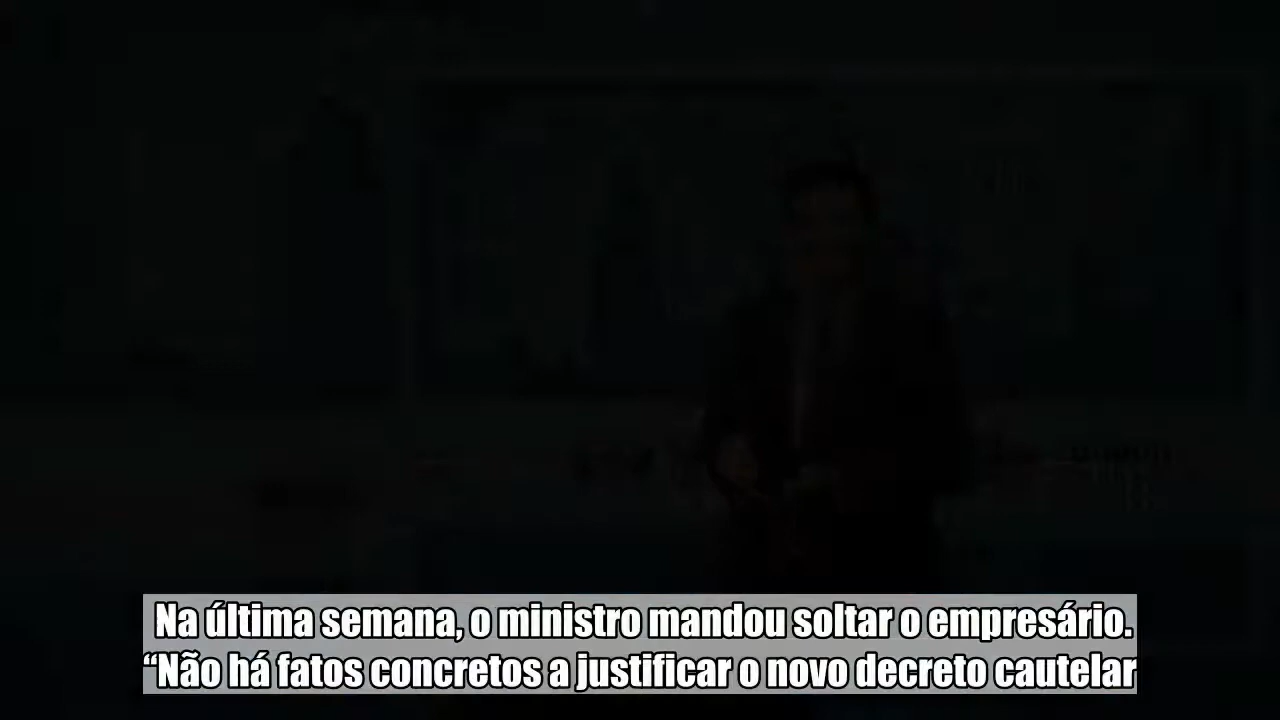 Na última semana, o ministro mandou soltar o empresário.
“Não há fatos concretos a justificar o novo decreto cautelar